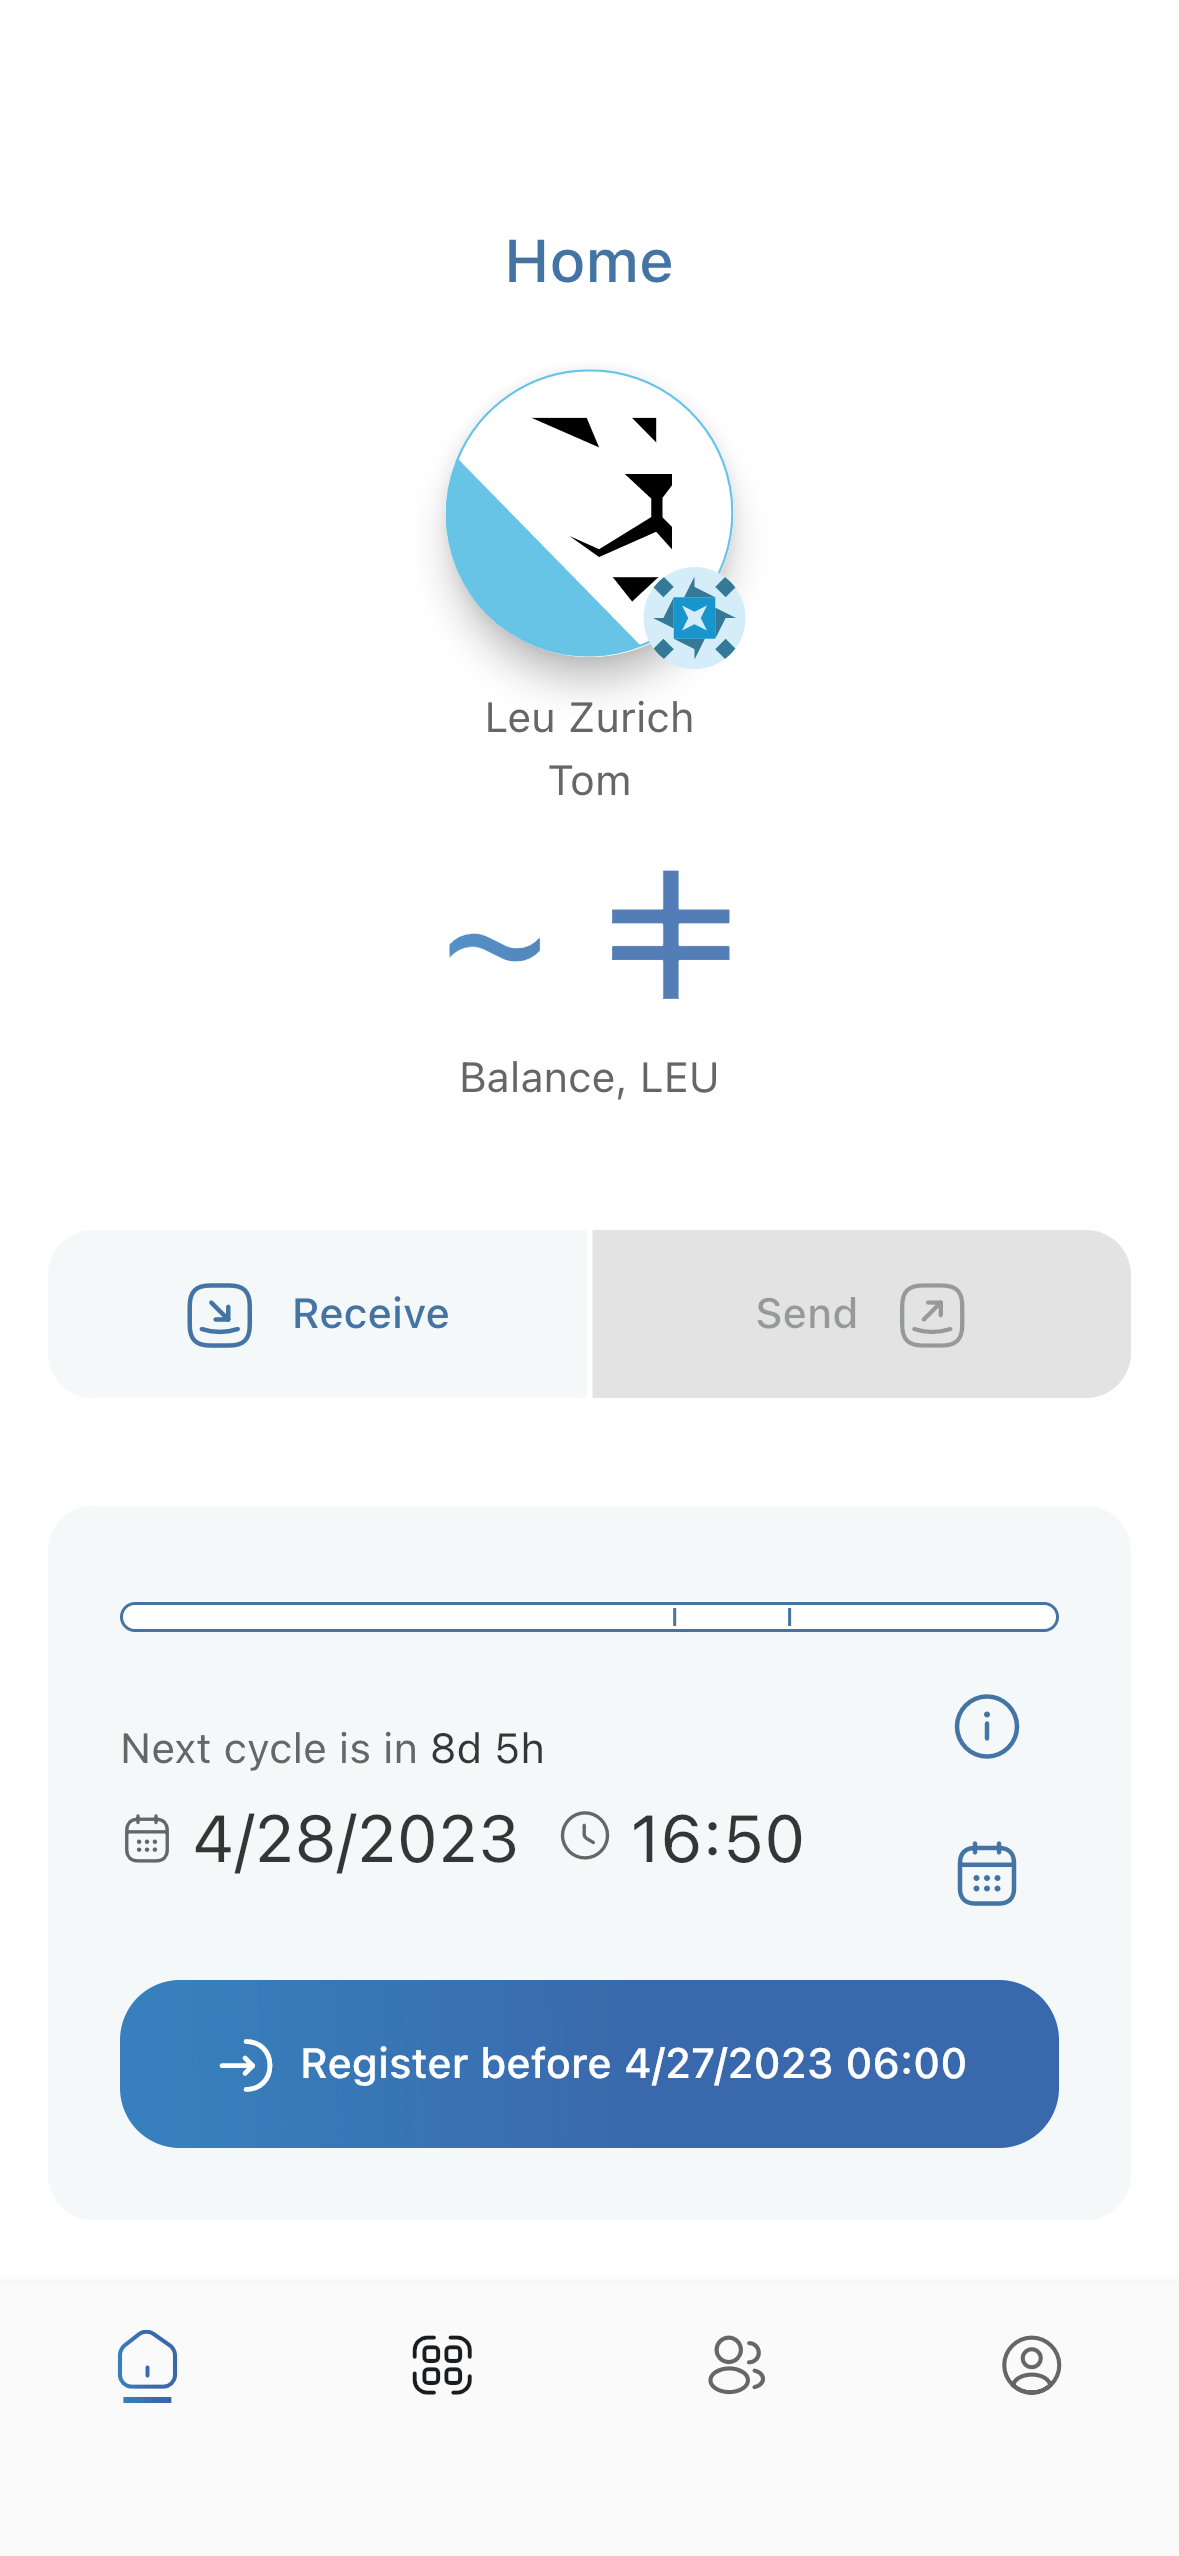 Home
Leu Zurich
Tom
~ ⧧
Balance, LEU
Receive
Send
Next cycle is in 8d 5h
4/28/2023 16:50
Register before 4/27/2023 06:00